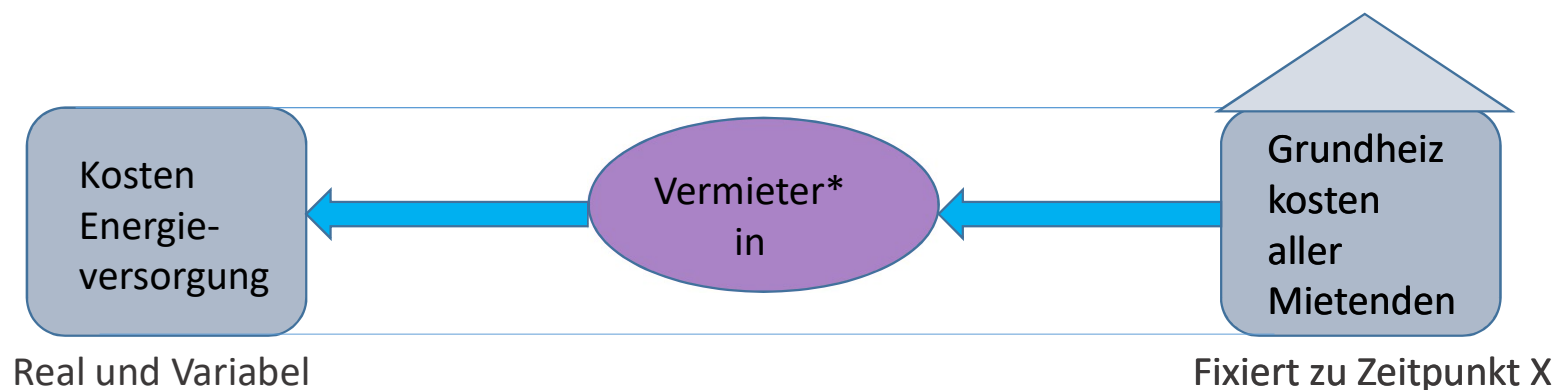 Kosten
Energie-
versorgung
Vermieter*
in
Grundheiz
kosten
aller
Mietenden
Real und Variabel
Fixiert zu Zeitpunkt X